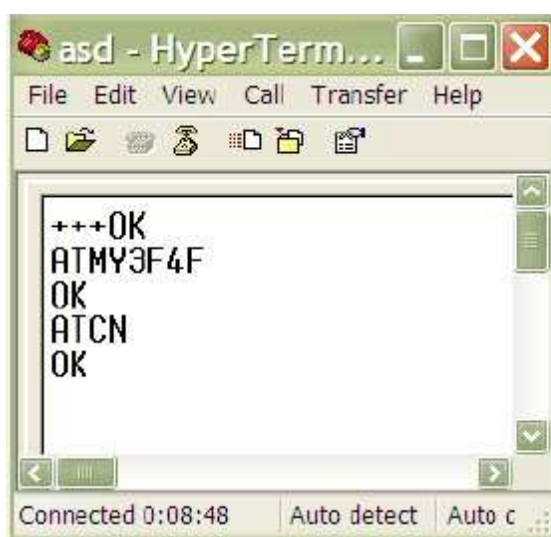 asd - HyperTerm...
File Edit View Call Transfer Help
+++OK
ATMY3F4F
OK
ATCN
OK
Connected 0:08:48 Auto detect Auto c